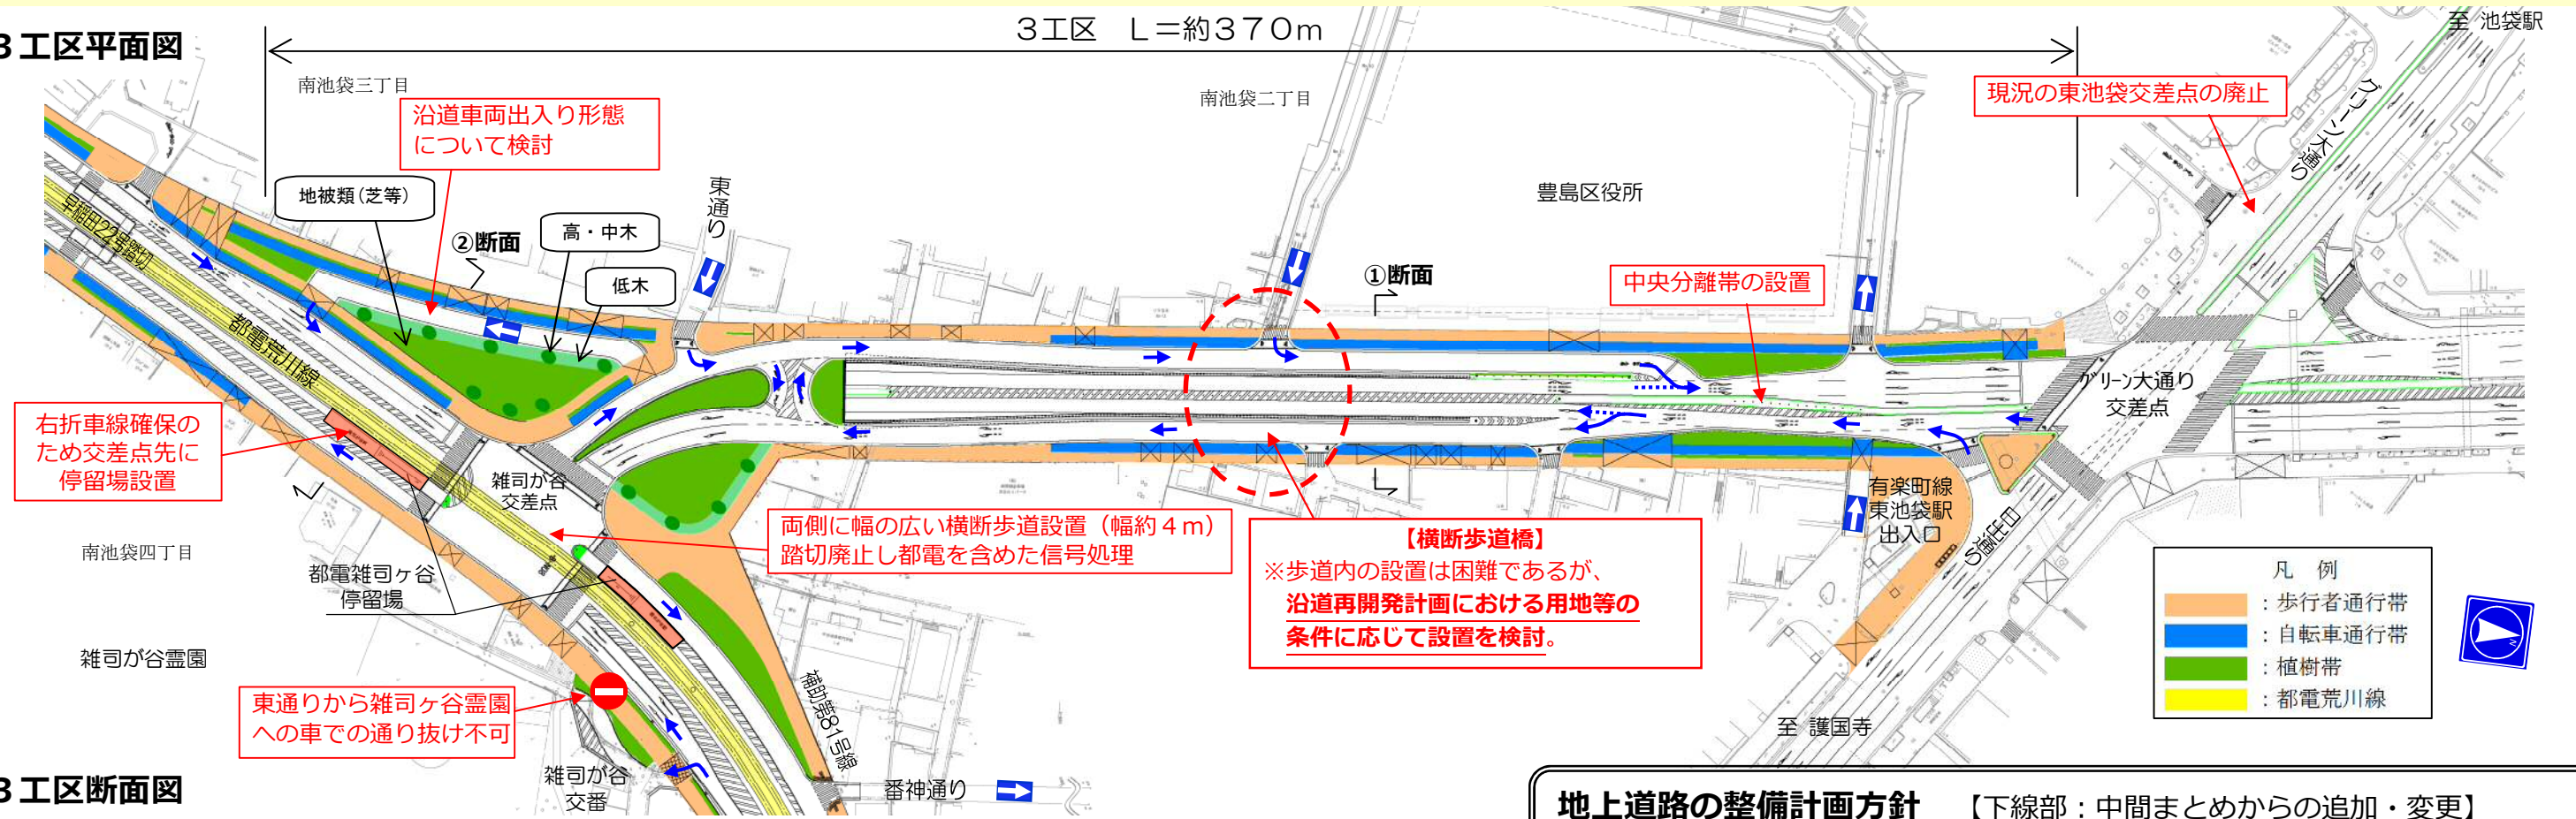 ３工区平面図
３工区　Ｌ＝約３７０ｍ
至 池袋駅
南池袋三丁目
南池袋二丁目
沿道車両出入り形態
について検討
現況の東池袋交差点の廃止
グリーン大通り
地被類(芝等)
②断面
高・中木
低木
東通り
豊島区役所
①断面
中央分離帯の設置
早稲田22号踏切
都電荒川線
右折車線確保の
ため交差点先に
停留場設置
雑司が谷
交差点
グリーン大通り
交差点
南池袋四丁目
都電雑司ヶ谷
停留場
両側に幅の広い横断歩道設置（幅約４ｍ）
踏切廃止し都電を含めた信号処理
【横断歩道橋】
※歩道内の設置は困難であるが、
沿道再開発計画における用地等の
条件に応じて設置を検討。
有楽町線
東池袋駅
出入口
日出通り
凡　例
：歩行者通行帯
：自転車通行帯
：植樹帯
：都電荒川線
N
雑司が谷霊園
東通りから雑司ヶ谷霊園
への車での通り抜け不可
補助第81号線
至 護国寺
雑司が谷
交番
番神通り
３工区断面図
地上道路の整備計画方針　【下線部：中間まとめからの追加・変更】